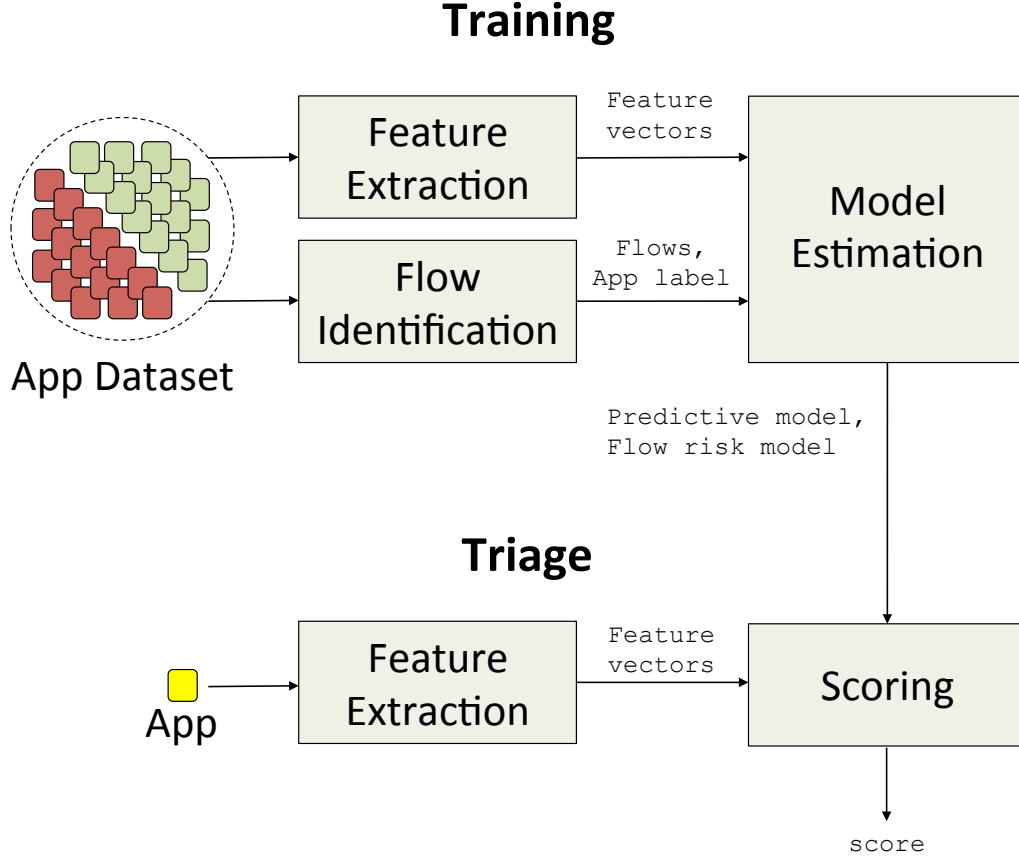 Training
Feature
Extraction
Feature
vectors
Model
Estimation
Flow
Identification
Flows,
App label
App Dataset
Predictive model,
Flow risk model
Triage
App
Feature
Extraction
Feature
vectors
Scoring
score